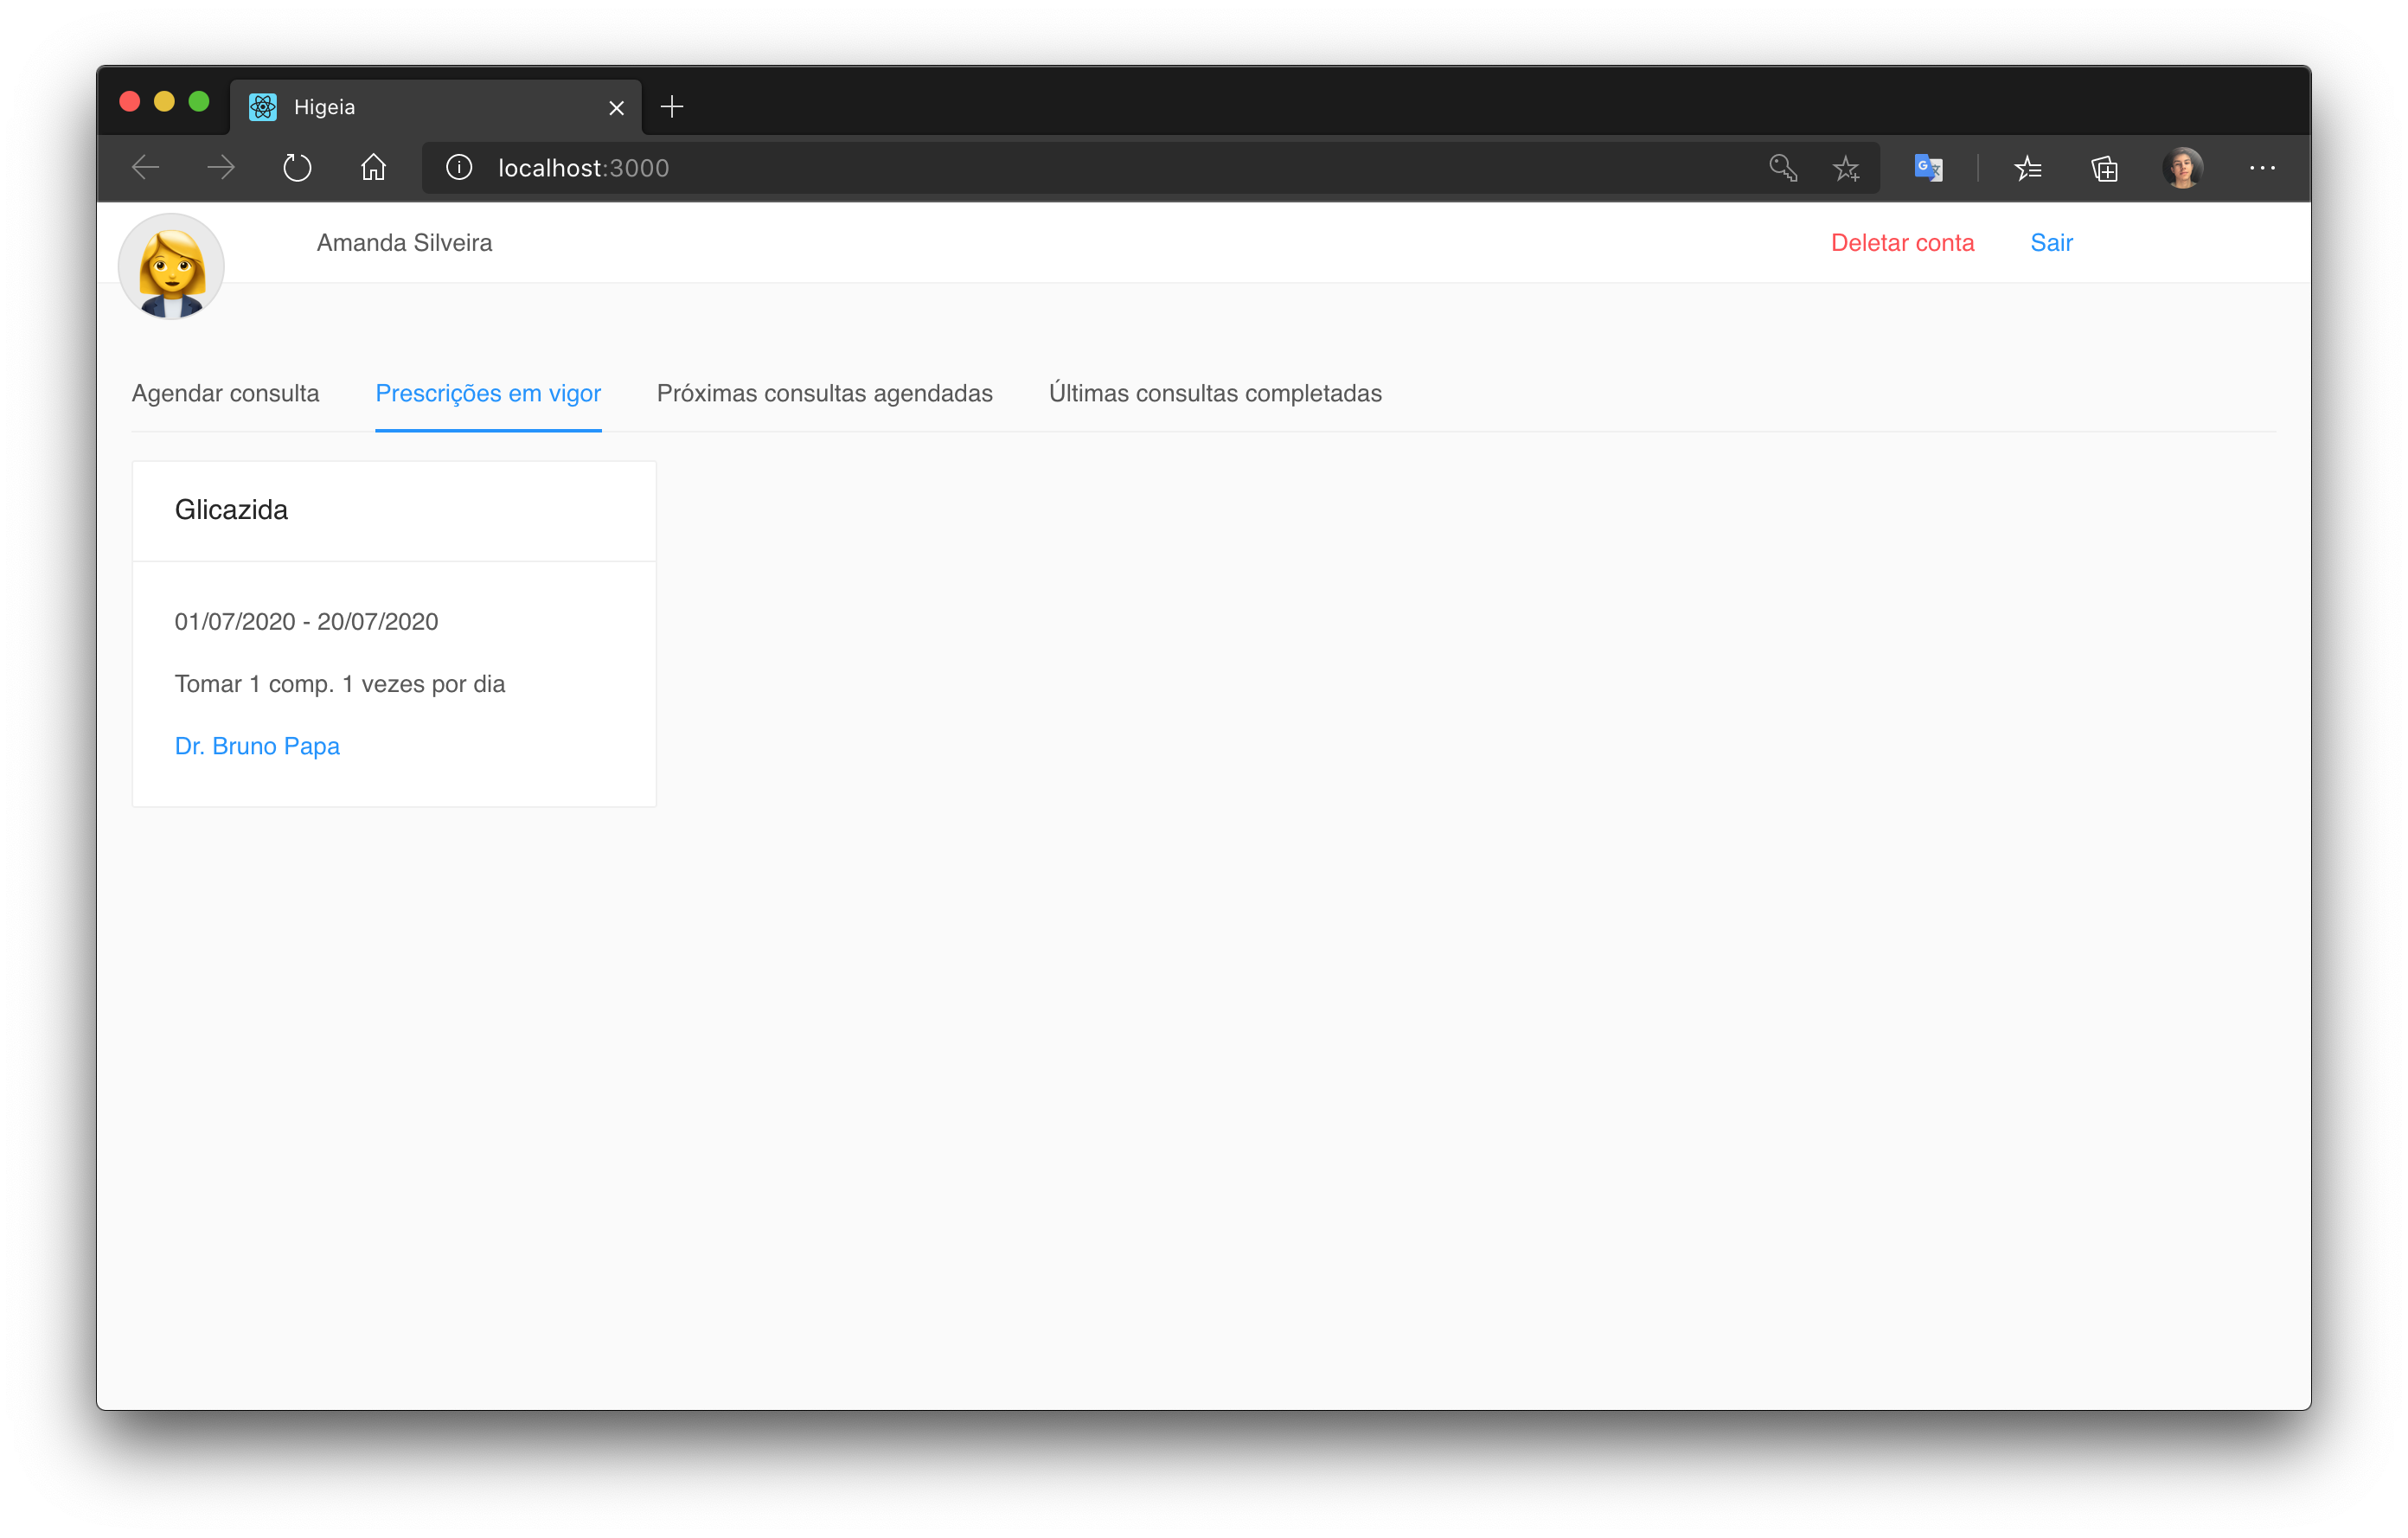 Higeia
localhost:3000
Amanda Silveira
Deletar conta
Sair
Agendar consulta
Prescrições em vigor
Próximas consultas agendadas
Últimas consultas completadas
Glicazida
01/07/2020 - 20/07/2020
Tomar 1 comp. 1 vezes por dia
Dr. Bruno Papa